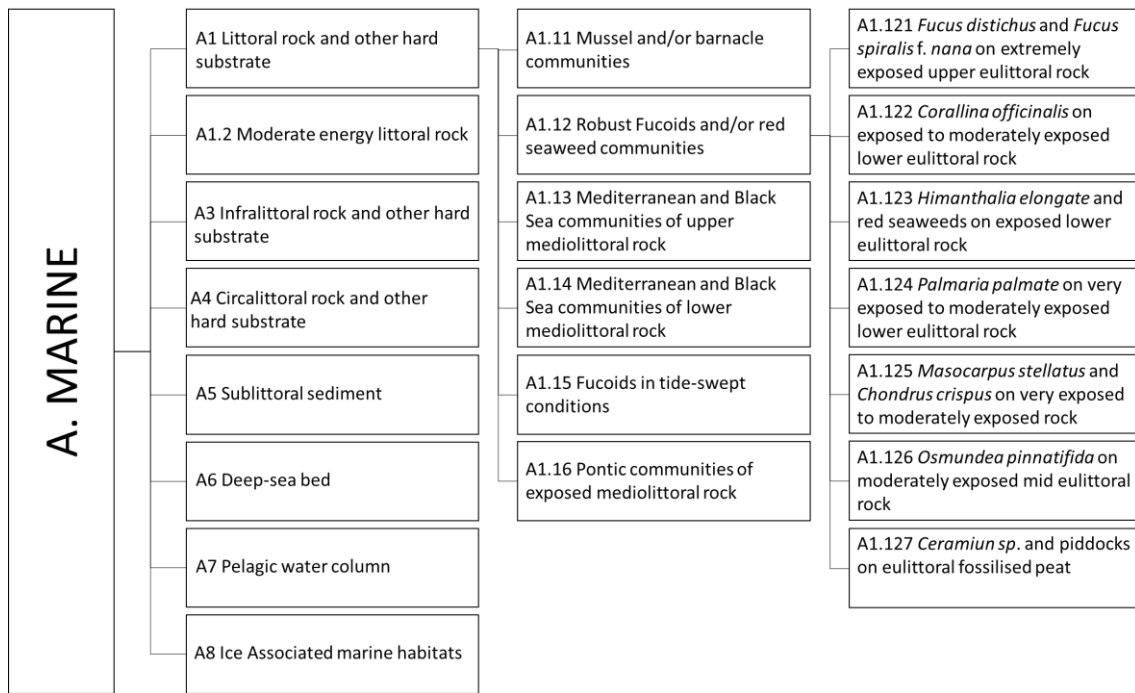 A. MARINE
A1 Littoral rock and other hard
substrate
A1.2 Moderate energy littoral rock
A3 Infralittoral rock and other hard
substrate
A4 Circalittoral rock and other
hard substrate
A5 Sublittoral sediment
A6 Deep-sea bed
A7 Pelagic water column
A8 Ice Associated marine habitats
A1.11 Mussel and/or barnacle
communities
A1.12 Robust Fucoids and/or red
seaweed communities
A1.13 Mediterranean and Black
Sea communities of upper
mediolittoral rock
A1.14 Mediterranean and Black
Sea communities of lower
mediolittoral rock
A1.15 Fucoids in tide-swept
conditions
A1.16 Pontic communities of
exposed mediolittoral rock
A1.121 Fucus distichus and Fucus
spiralis f. nana on extremely
exposed upper eulittoral rock
A1.122 Corallina officinalis on
exposed to moderately exposed
lower eulittoral rock
A1.123 Himanthalia elongate and
red seaweeds on exposed lower
eulittoral rock
A1.124 Palmaria palmate on very
exposed to moderately exposed
lower eulittoral rock
A1.125 Masocarpus stellatus and
Chondrus crispus on very exposed
to moderately exposed rock
A1.126 Osmundea pinnatifida on
moderately exposed mid eulittoral
rock
A1.127 Ceramiun sp. and piddocks
on eulittoral fossilised peat